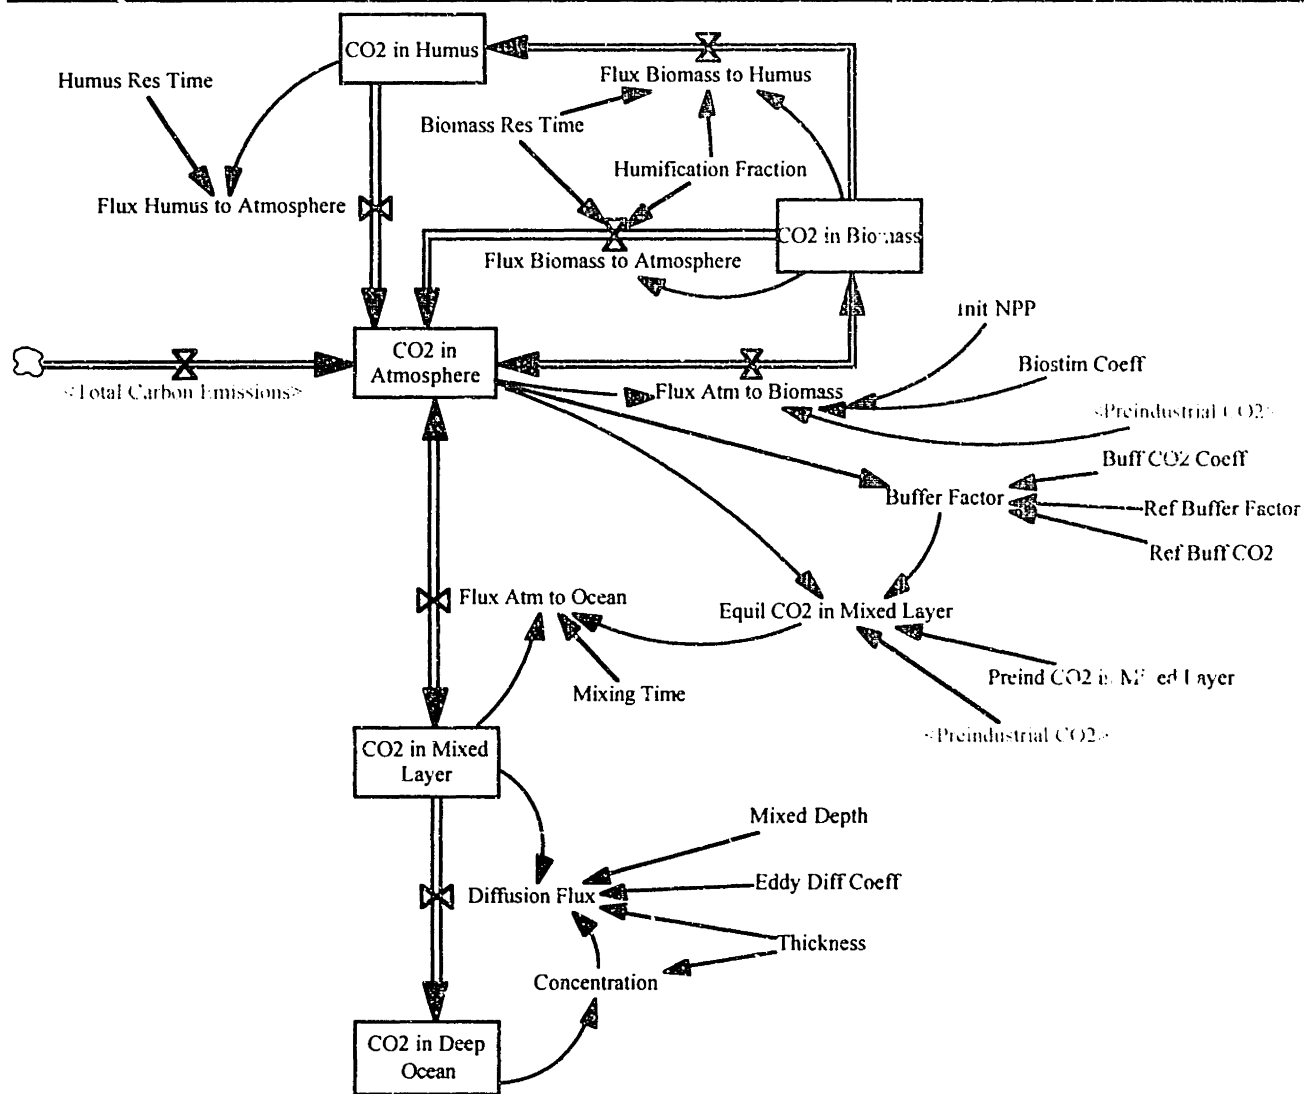 CO2 in Humus
Humus Res Time
Flux Biomass to Humus
Biomass Res Time
Humification Fraction
Flux Humus to Atmosphere
CO2 in Biomass
Flux Biomass to Atmosphere
Init NPP
CO2 in
Atmosphere
Biostim Coeff
<Total Carbon Emissions>
Flux Atm to Biomass
<Preindustrial CO2>
Buff CO2 Coeff
Buffer Factor
Ref Buffer Factor
Ref Buff CO2
Flux Atm to Ocean
Equil CO2 in Mixed Layer
Mixing Time
Preind CO2 in Mixed Layer
<Preindustrial CO2>
CO2 in Mixed
Layer
Mixed Depth
Eddy Diff Coeff
Diffusion Flux
Thickness
Concentration
CO2 in Deep
Ocean